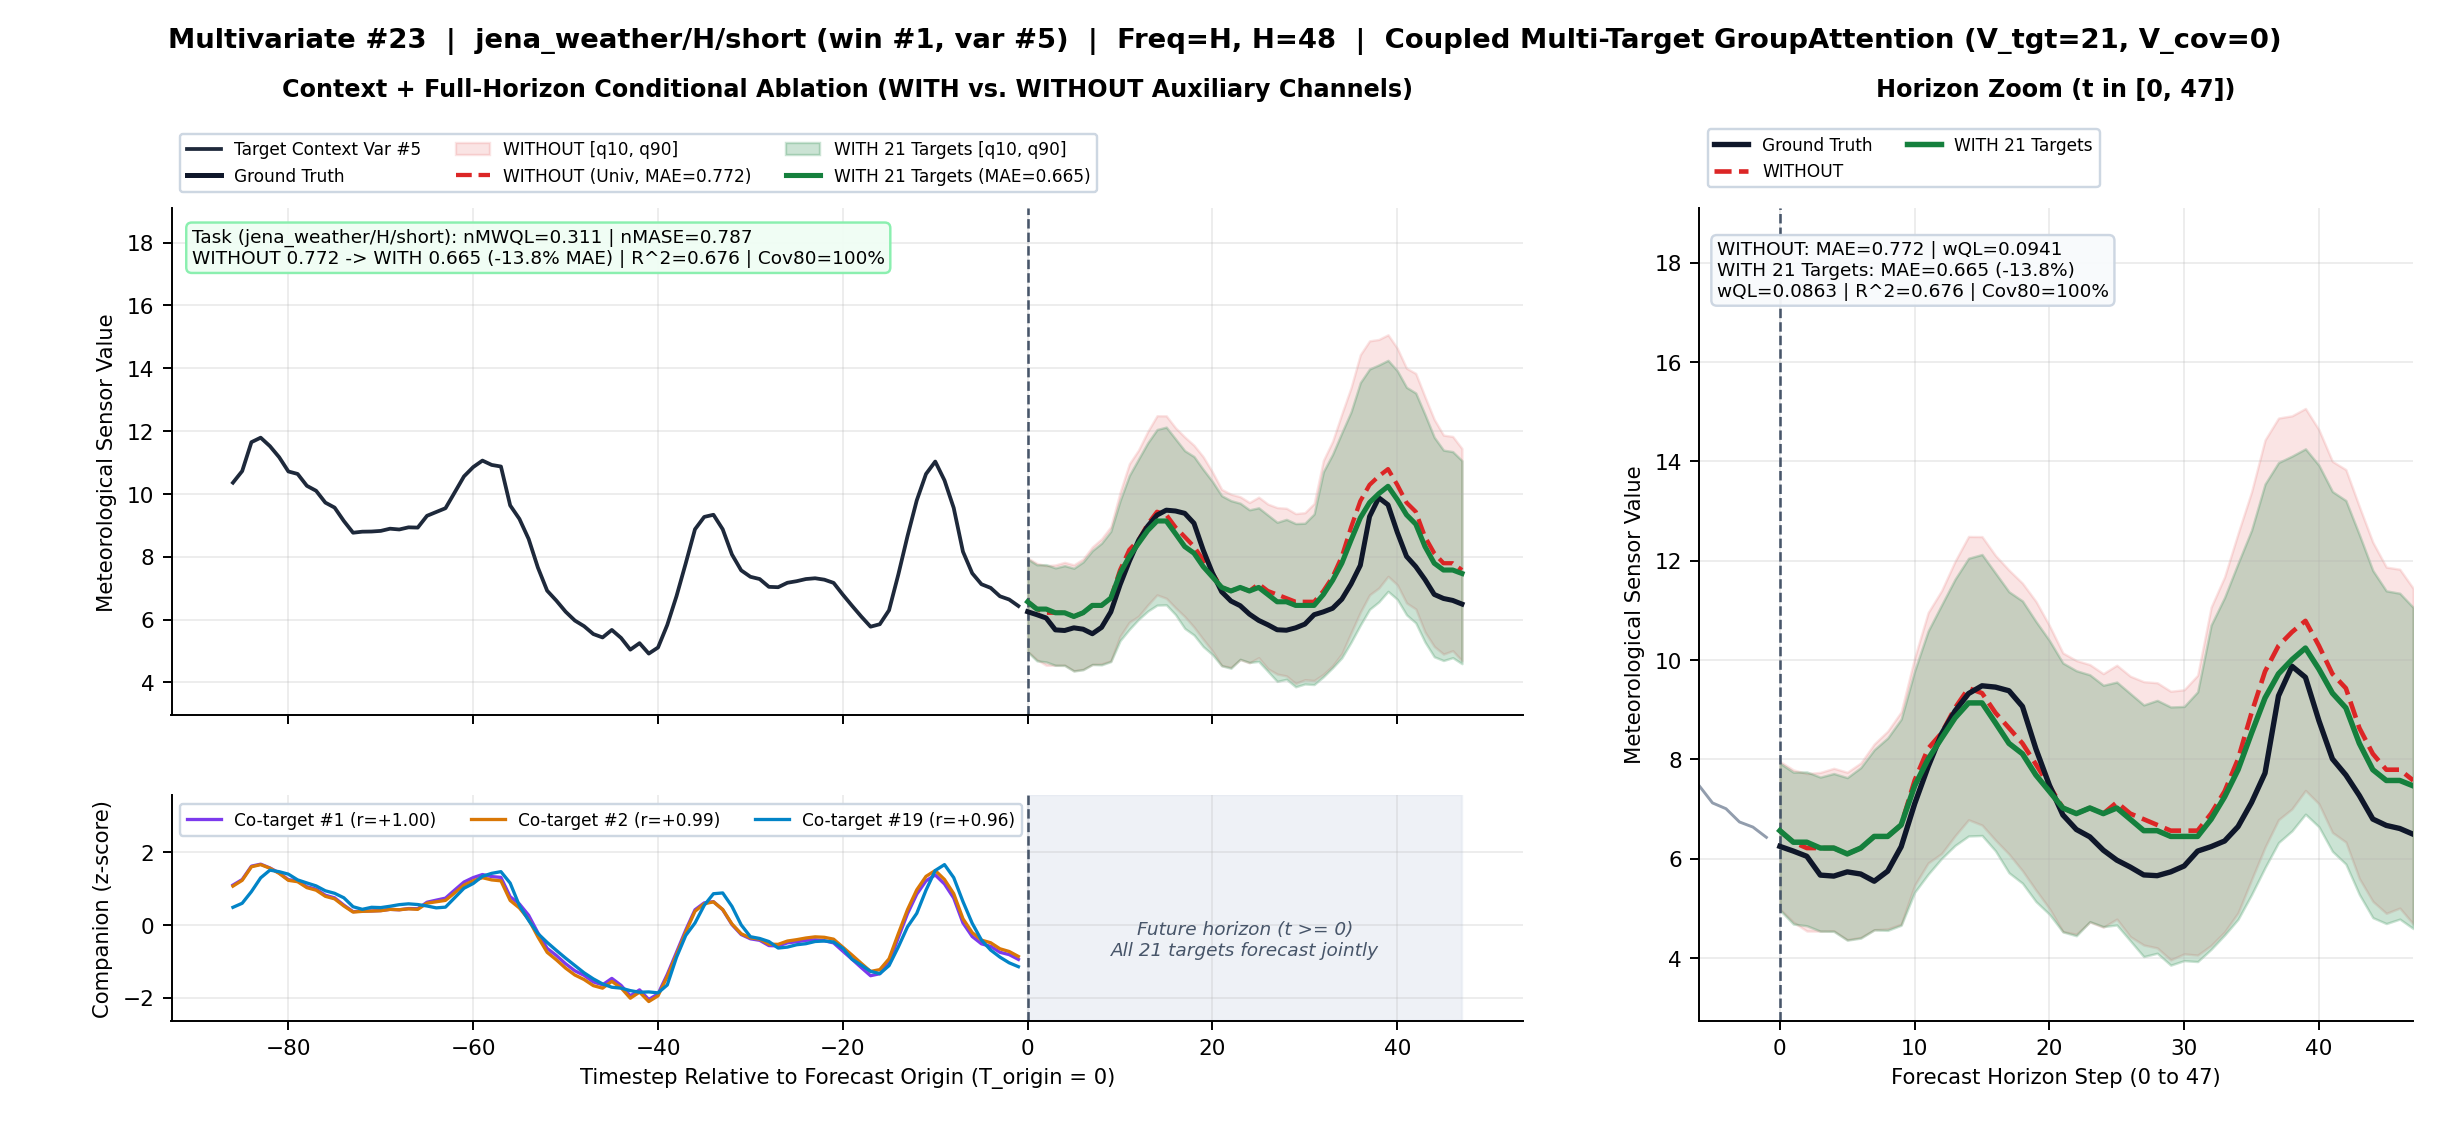 Multivariate #23 | jena_weather/H/short (win #1, var #5) | Freq=H, H=48 | Coupled Multi-Target GroupAttention (V_tgt=21, V_cov=0)
Context + Full-Horizon Conditional Ablation (WITH vs. WITHOUT Auxiliary Channels)
Target Context Var #5
Ground Truth
WITHOUT [q10, q90]
WITHOUT (Univ, MAE=0.772)
WITH 21 Targets [q10, q90]
WITH 21 Targets (MAE=0.665)
Task (jena_weather/H/short): nMWQL=0.311 | nMASE=0.787
WITHOUT 0.772 -> WITH 0.665 (-13.8% MAE) | R^2=0.676 | Cov80=100%
Meteorological Sensor Value
18
16
14
12
10
8
6
4
Co-target #1 (r=+1.00)
Co-target #2 (r=+0.99)
Co-target #19 (r=+0.96)
Future horizon (t >= 0)
All 21 targets forecast jointly
Companion (z-score)
2
0
−2
−80
−60
−40
−20
0
20
40
Timestep Relative to Forecast Origin (T_origin = 0)
Horizon Zoom (t in [0, 47])
Ground Truth
WITHOUT
WITH 21 Targets
WITHOUT: MAE=0.772 | wQL=0.0941
WITH 21 Targets: MAE=0.665 (-13.8%)
wQL=0.0863 | R^2=0.676 | Cov80=100%
Meteorological Sensor Value
18
16
14
12
10
8
6
4
0
10
20
30
40
Forecast Horizon Step (0 to 47)